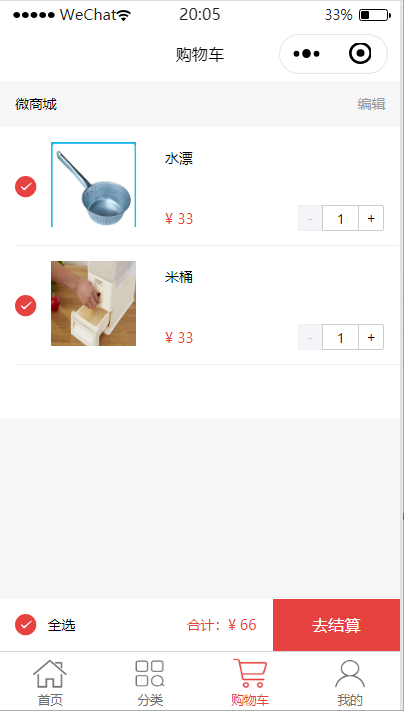 WeChat 20:05 33%
购物车
微商城 编辑
水漂
¥ 33 - 1 +
米桶
¥ 33 - 1 +
全选 合计：¥ 66 去结算
首页 分类 购物车 我的